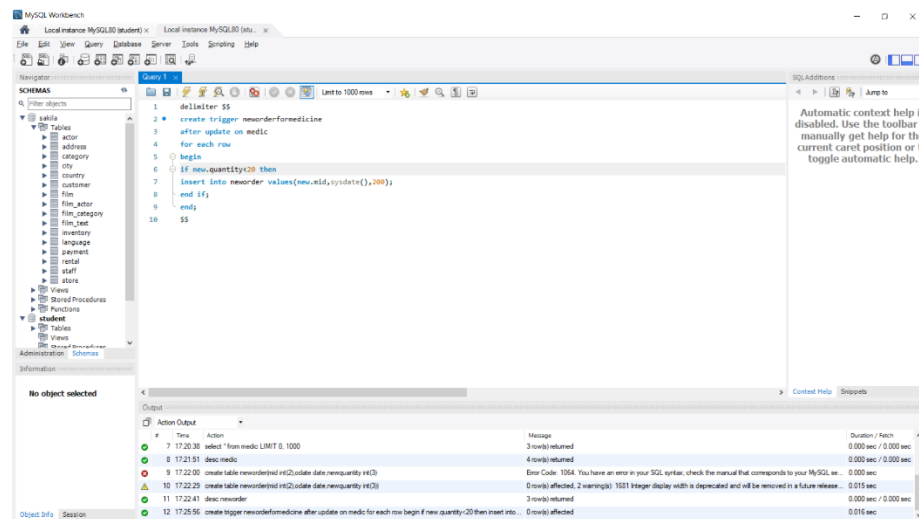 MySQL Workbench
Local instance MySQL80 (student) ×
Local instance MySQL80 (stu... ×
File Edit View Query Database Server Tools Scripting Help
Navigator
SCHEMAS
Filter objects
sakila
Tables
actor
address
category
city
country
customer
film
film_actor
film_category
film_text
inventory
language
payment
rental
staff
store
Views
Stored Procedures
Functions
student
Tables
Views
Stored Procedures
Administration Schemas
Information
No object selected
Object Info Session
Query 1 ×
Limit to 1000 rows
1 delimiter $$
2 create trigger neworderformedicine
3 after update on medic
4 for each row
5 begin
6 if new.quantity<20 then
7 insert into neworder values(new.mid,sysdate(),200);
8 end if;
9 end;
10 $$
SQLAdditions
Jump to
Automatic context help i
disabled. Use the toolbar
manually get help for the
current caret position or t
toggle automatic help.
Context Help Snippets
Output
Action Output
# Time Action Message Duration / Fetch
7 17:20:38 select * from medic LIMIT 0, 1000 3 row(s) returned 0.000 sec / 0.000 sec
8 17:21:51 desc medic 4 row(s) returned 0.000 sec / 0.000 sec
9 17:22:00 create table neworder(mid int(2),odate date,newquantity int(3) Error Code: 1064. You have an error in your SQL syntax; check the manual that corresponds to your MySQL se... 0.000 sec
10 17:22:29 create table neworder(mid int(2),odate date,newquantity int(3)) 0 row(s) affected, 2 warning(s): 1681 Integer display width is deprecated and will be removed in a future release... 0.015 sec
11 17:22:41 desc neworder 3 row(s) returned 0.000 sec / 0.000 sec
12 17:25:56 create trigger neworderformedicine after update on medic for each row begin if new.quantity<20 then insert into... 0 row(s) affected 0.016 sec